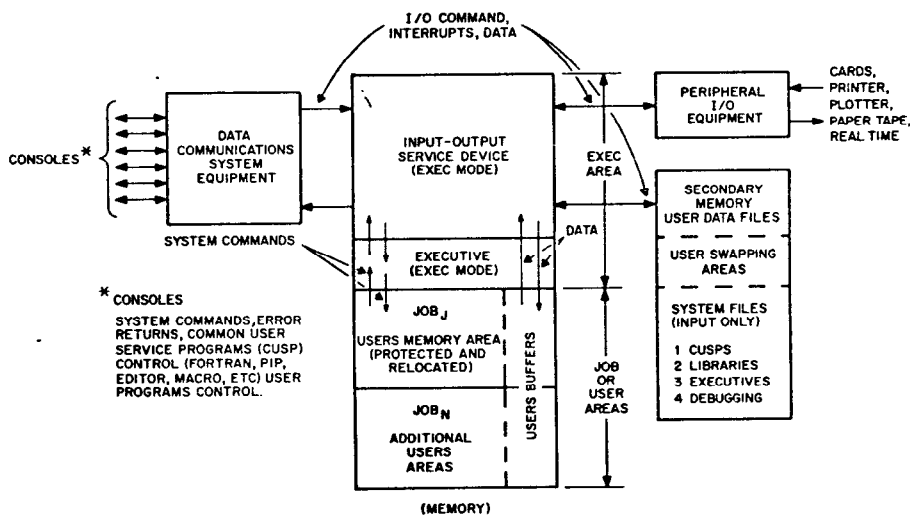 I/O COMMAND,
INTERRUPTS, DATA
CONSOLES*
DATA
COMMUNICATIONS
SYSTEM
EQUIPMENT
INPUT-OUTPUT
SERVICE DEVICE
(EXEC MODE)
EXEC
AREA
PERIPHERAL
I/O
EQUIPMENT
CARDS,
PRINTER,
PLOTTER,
PAPER TAPE,
REAL TIME
SECONDARY
MEMORY
USER DATA FILES
USER SWAPPING
AREAS
SYSTEM FILES
(INPUT ONLY)
1 CUSPS
2 LIBRARIES
3 EXECUTIVES
4 DEBUGGING
SYSTEM COMMANDS
DATA
EXECUTIVE
(EXEC MODE)
*CONSOLES
SYSTEM COMMANDS,ERROR
RETURNS, COMMON USER
SERVICE PROGRAMS (CUSP)
CONTROL (FORTRAN, PIP,
EDITOR, MACRO, ETC) USER
PROGRAMS CONTROL.
JOBJ
USERS MEMORY AREA
(PROTECTED AND
RELOCATED)
USERS BUFFERS
JOB
OR
USER
AREAS
JOBN
ADDITIONAL
USERS
AREAS
(MEMORY)